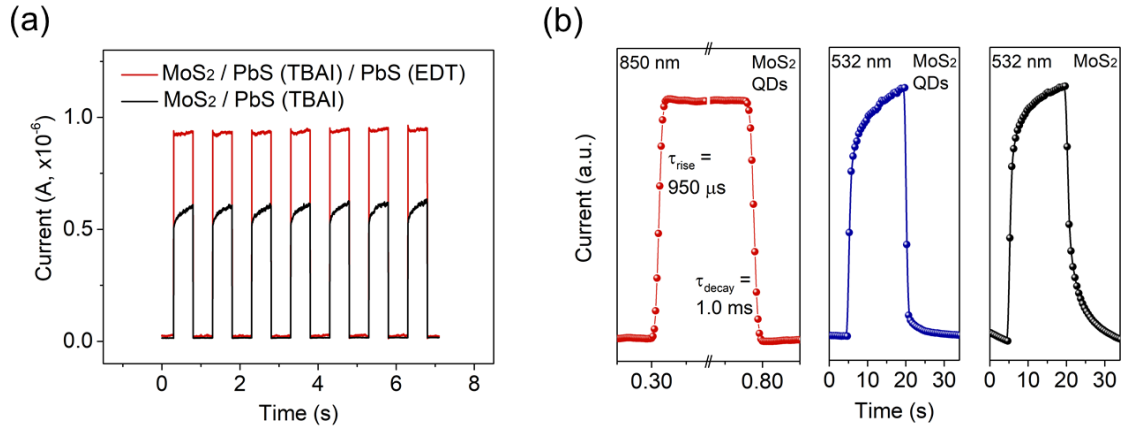 (a)
MoS₂ / PbS (TBAI) / PbS (EDT)
MoS₂ / PbS (TBAI)
Current (A, x10⁻⁶)
1.0
0.5
0.0
0 2 4 6 8
Time (s)
(b)
Current (a.u.)
850 nm
MoS₂
QDs
τrise =
950 μs
τdecay =
1.0 ms
0.30 0.80
532 nm
MoS₂
QDs
0 10 20 30
532 nm
MoS₂
0 10 20 30
Time (s)